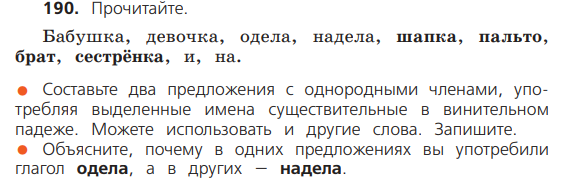 190. Прочитайте.
Бабушка, девочка, одела, надела, шапка, пальто,
брат, сестрёнка, и, на.
• Составьте два предложения с однородными членами, упо-
требляя выделенные имена существительные в винительном
падеже. Можете использовать и другие слова. Запишите.
• Объясните, почему в одних предложениях вы употребили
глагол одела, а в других — надела.